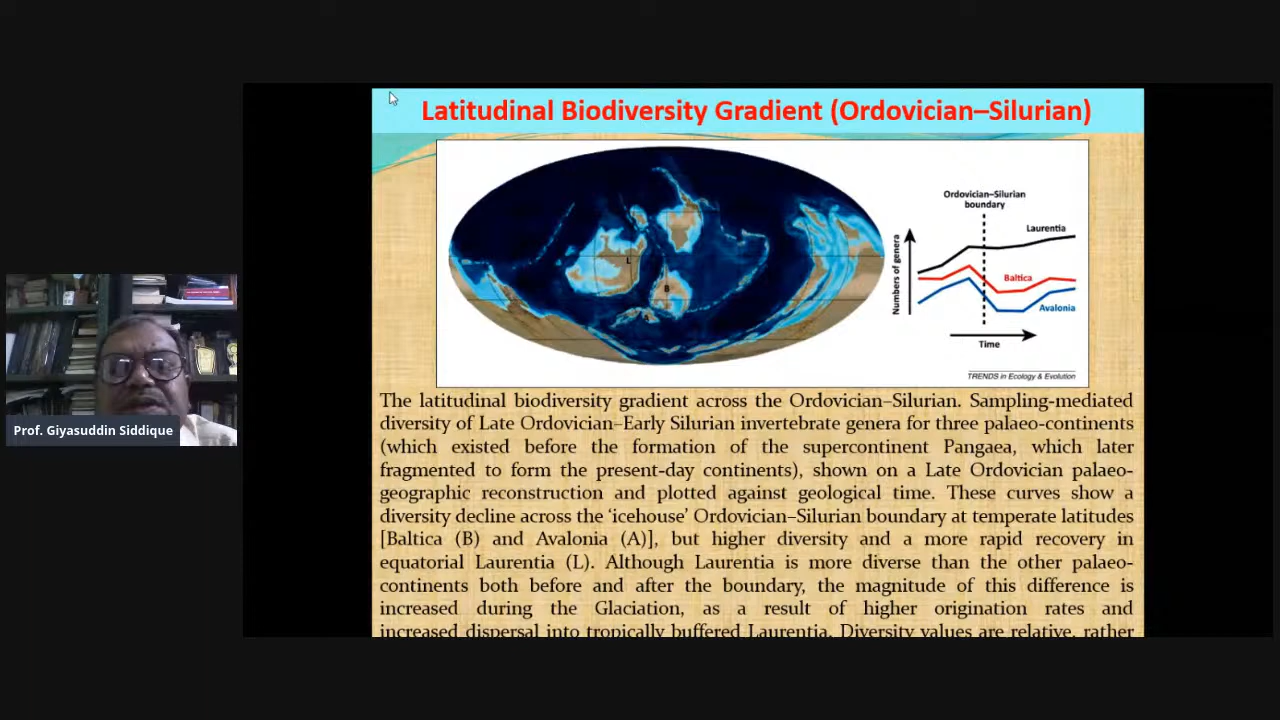 Latitudinal Biodiversity Gradient (Ordovician–Silurian)
L
B
Ordovician–Silurian
boundary
Numbers of genera
Laurentia
Baltica
Avalonia
Time
TRENDS in Ecology & Evolution
The latitudinal biodiversity gradient across the Ordovician–Silurian. Sampling-mediated
diversity of Late Ordovician–Early Silurian invertebrate genera for three palaeo-continents
(which existed before the formation of the supercontinent Pangaea, which later
fragmented to form the present-day continents), shown on a Late Ordovician palaeo-
geographic reconstruction and plotted against geological time. These curves show a
diversity decline across the ‘icehouse’ Ordovician–Silurian boundary at temperate latitudes
[Baltica (B) and Avalonia (A)], but higher diversity and a more rapid recovery in
equatorial Laurentia (L). Although Laurentia is more diverse than the other palaeo-
continents both before and after the boundary, the magnitude of this difference is
increased during the Glaciation, as a result of higher origination rates and
increased dispersal into tropically buffered Laurentia. Diversity values are relative, rather
Prof. Giyasuddin Siddique